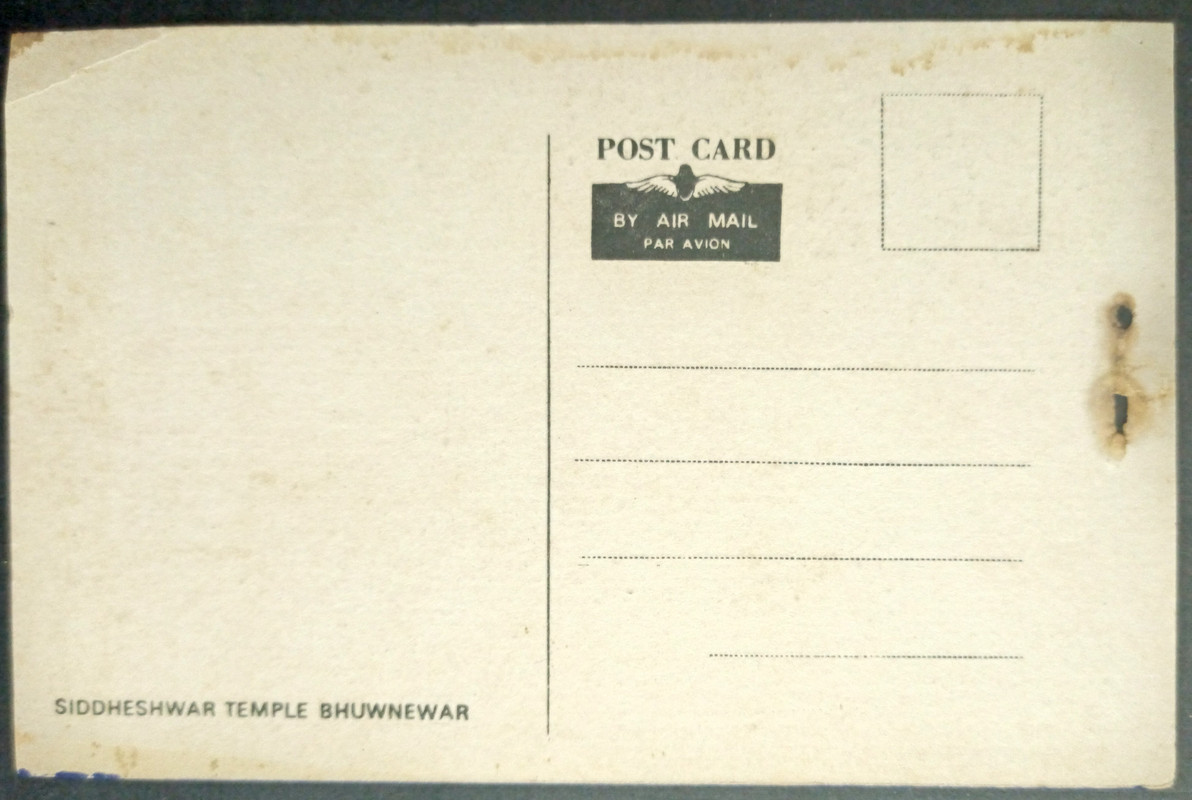 POST CARD
BY AIR MAIL
PAR AVION
SIDDHESHWAR TEMPLE BHUWNEWAR